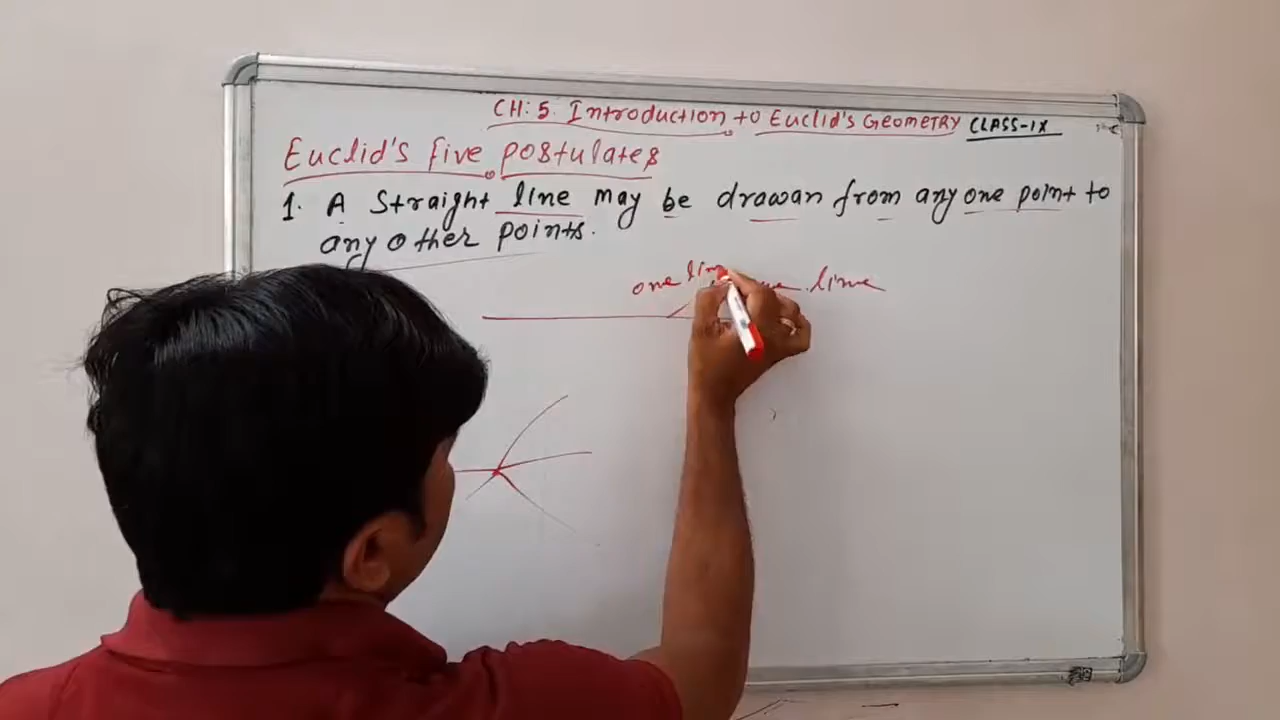 CH: 5. Introduction to Euclid's Geometry CLASS-IX
Euclid's five postulates
1. A straight line may be drawan from any one point to
any other points.
one line line